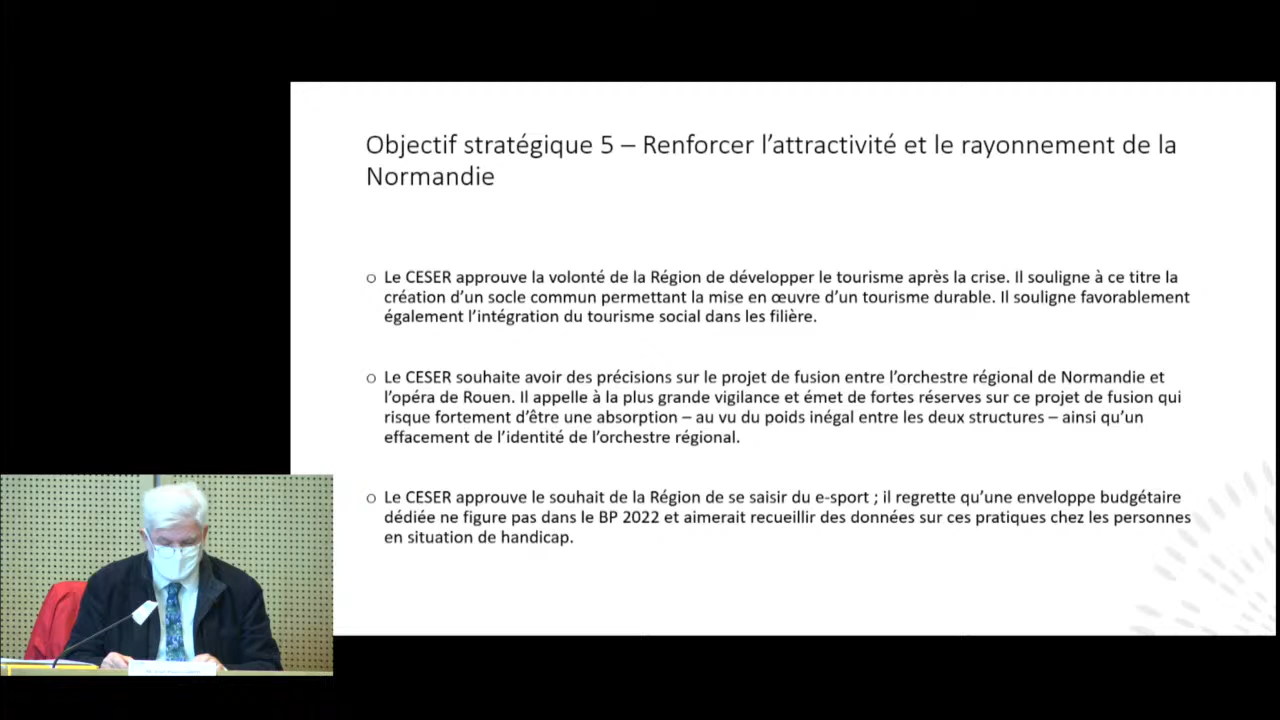 Objectif stratégique 5 – Renforcer l’attractivité et le rayonnement de la
Normandie
o Le CESER approuve la volonté de la Région de développer le tourisme après la crise. Il souligne à ce titre la
création d’un socle commun permettant la mise en œuvre d’un tourisme durable. Il souligne favorablement
également l’intégration du tourisme social dans les filière.
o Le CESER souhaite avoir des précisions sur le projet de fusion entre l’orchestre régional de Normandie et
l’opéra de Rouen. Il appelle à la plus grande vigilance et émet de fortes réserves sur ce projet de fusion qui
risque fortement d’être une absorption – au vu du poids inégal entre les deux structures – ainsi qu’un
effacement de l’identité de l’orchestre régional.
o Le CESER approuve le souhait de la Région de se saisir du e-sport ; il regrette qu’une enveloppe budgétaire
dédiée ne figure pas dans le BP 2022 et aimerait recueillir des données sur ces pratiques chez les personnes
en situation de handicap.